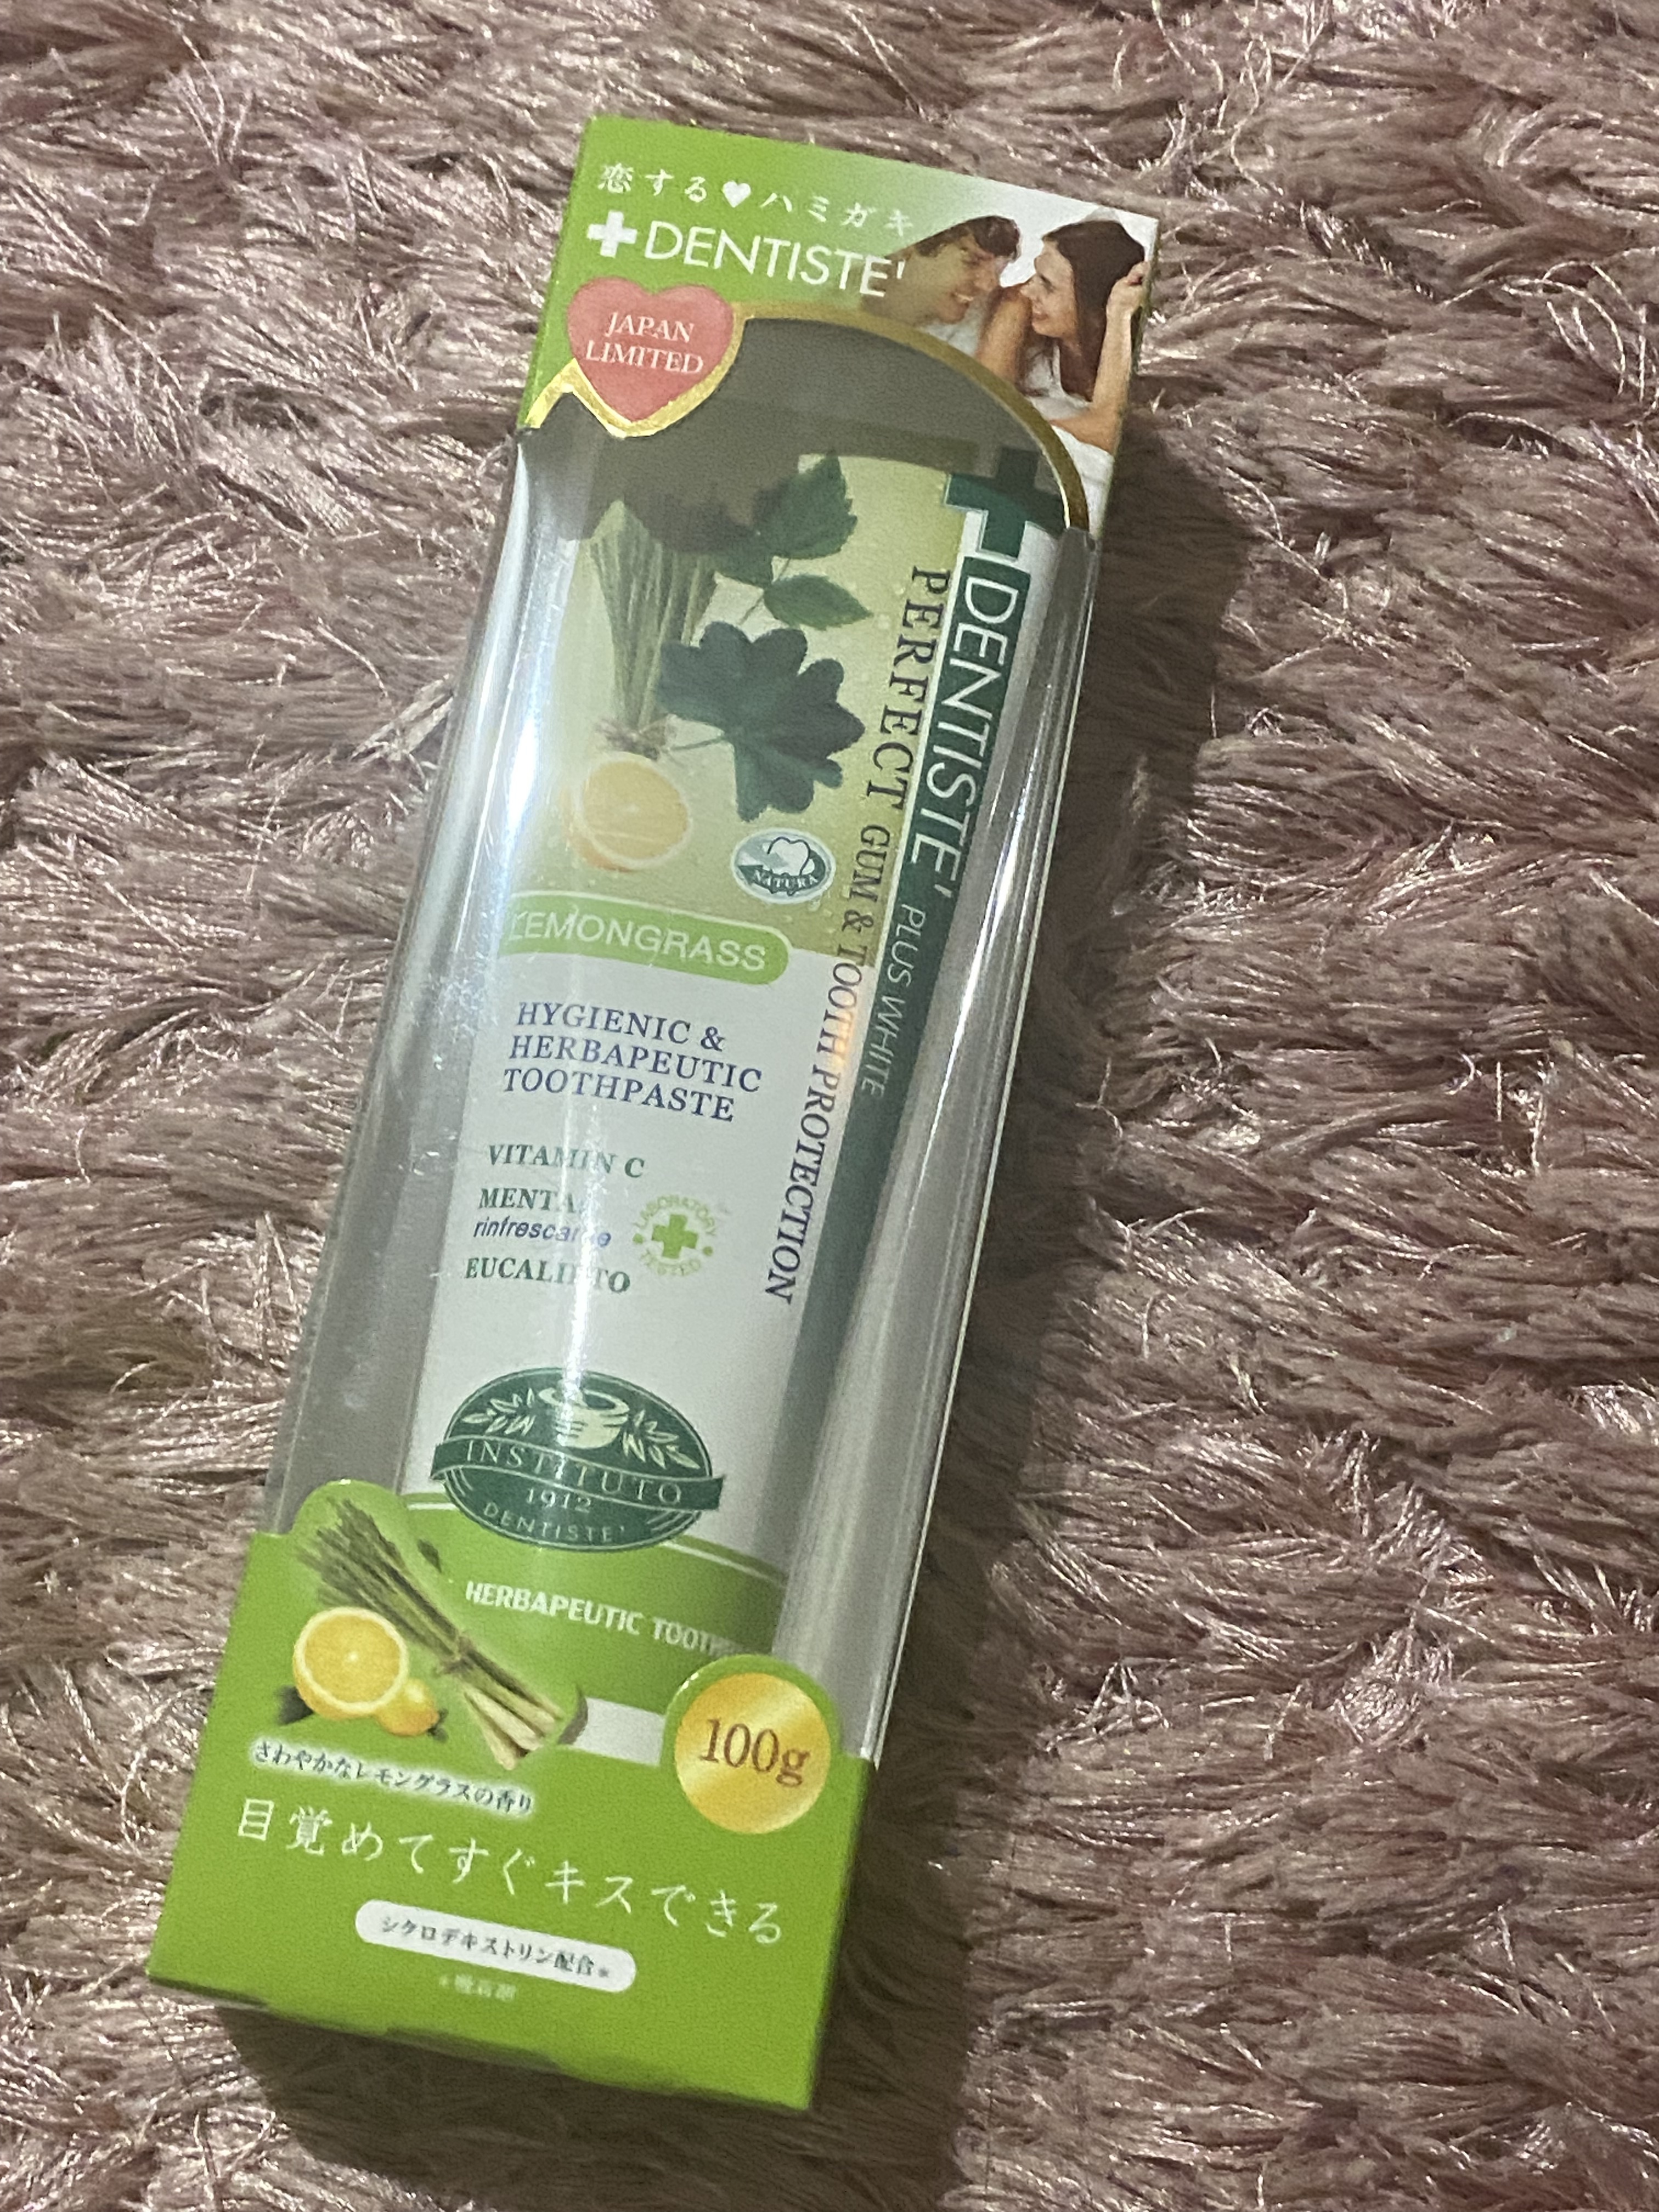 恋する♥ハミガキ
DENTISTE'
JAPAN
LIMITED
DENTISTE' PLUS WHITE
PERFECT GUM & TOOTH PROTECTION
NATURA
LEMONGRASS
HYGIENIC &
HERBAPEUTIC
TOOTHPASTE
VITAMIN C
MENTA
rinfrescante
EUCALIPTO
LABORATORY
TESTED
INSTITUTO
1912
DENTISTE'
HERBAPEUTIC
100g
さわやかなレモングラスの香り
目覚めてすぐキスできる
シクロデキストリン配合*